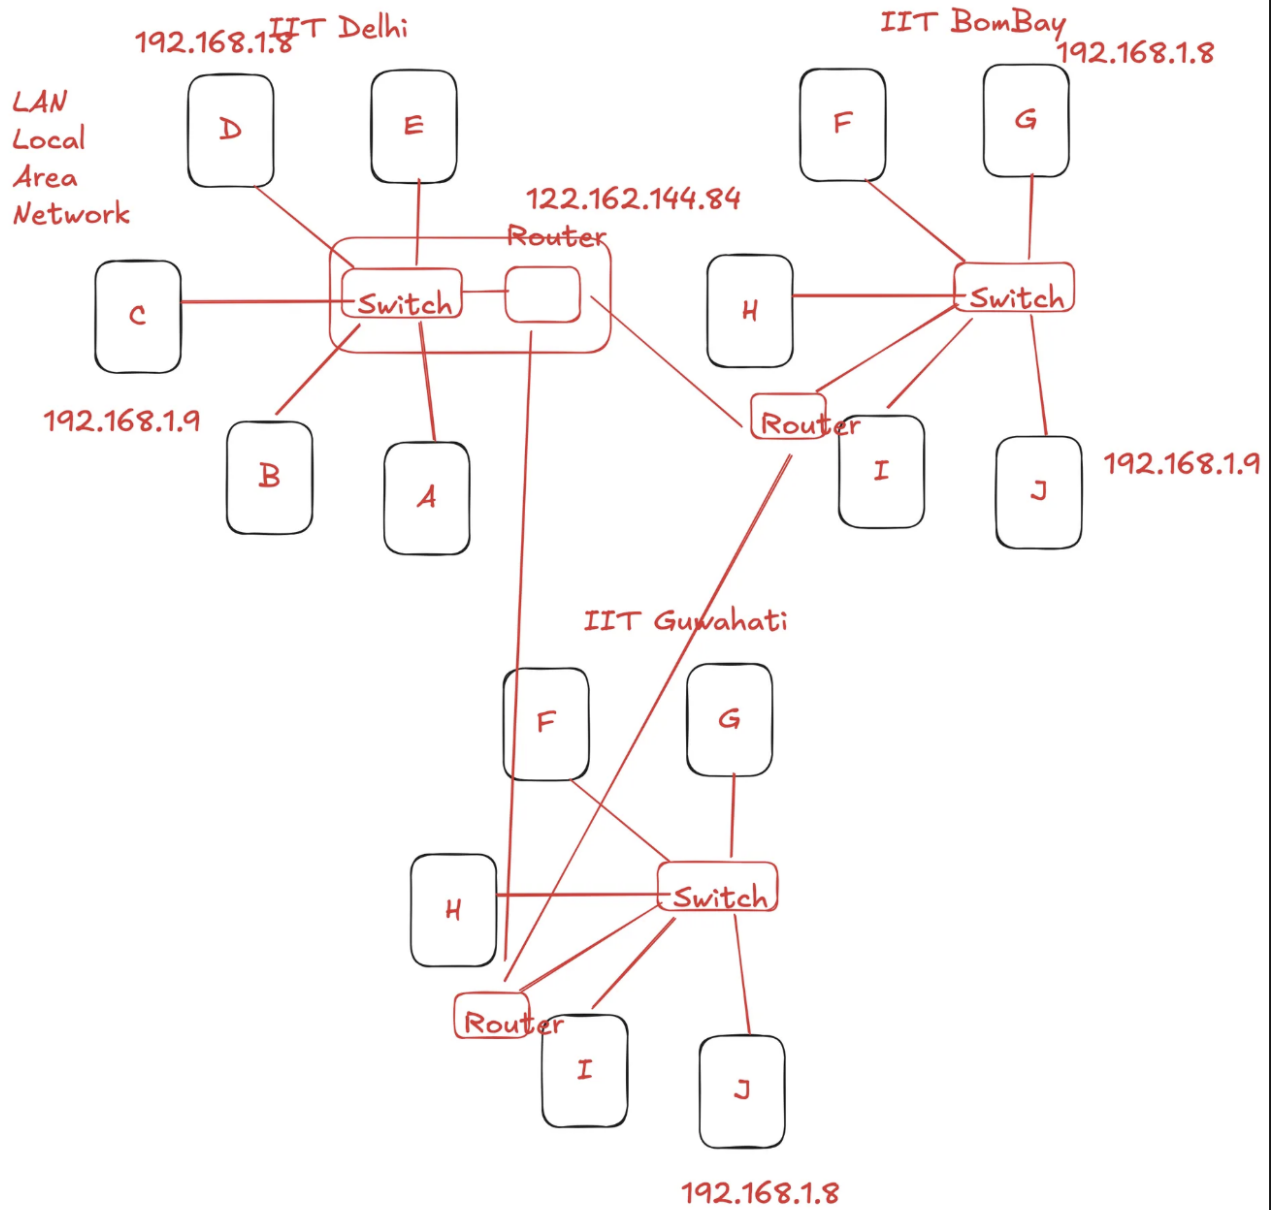 IIT Delhi
192.168.1.8
LAN
Local
Area
Network
D
E
122.162.144.84
Router
C
Switch
192.168.1.9
B
A
IIT BomBay
192.168.1.8
F
G
H
Switch
Router
I
J
192.168.1.9
IIT Guwahati
F
G
H
Switch
Router
I
J
192.168.1.8